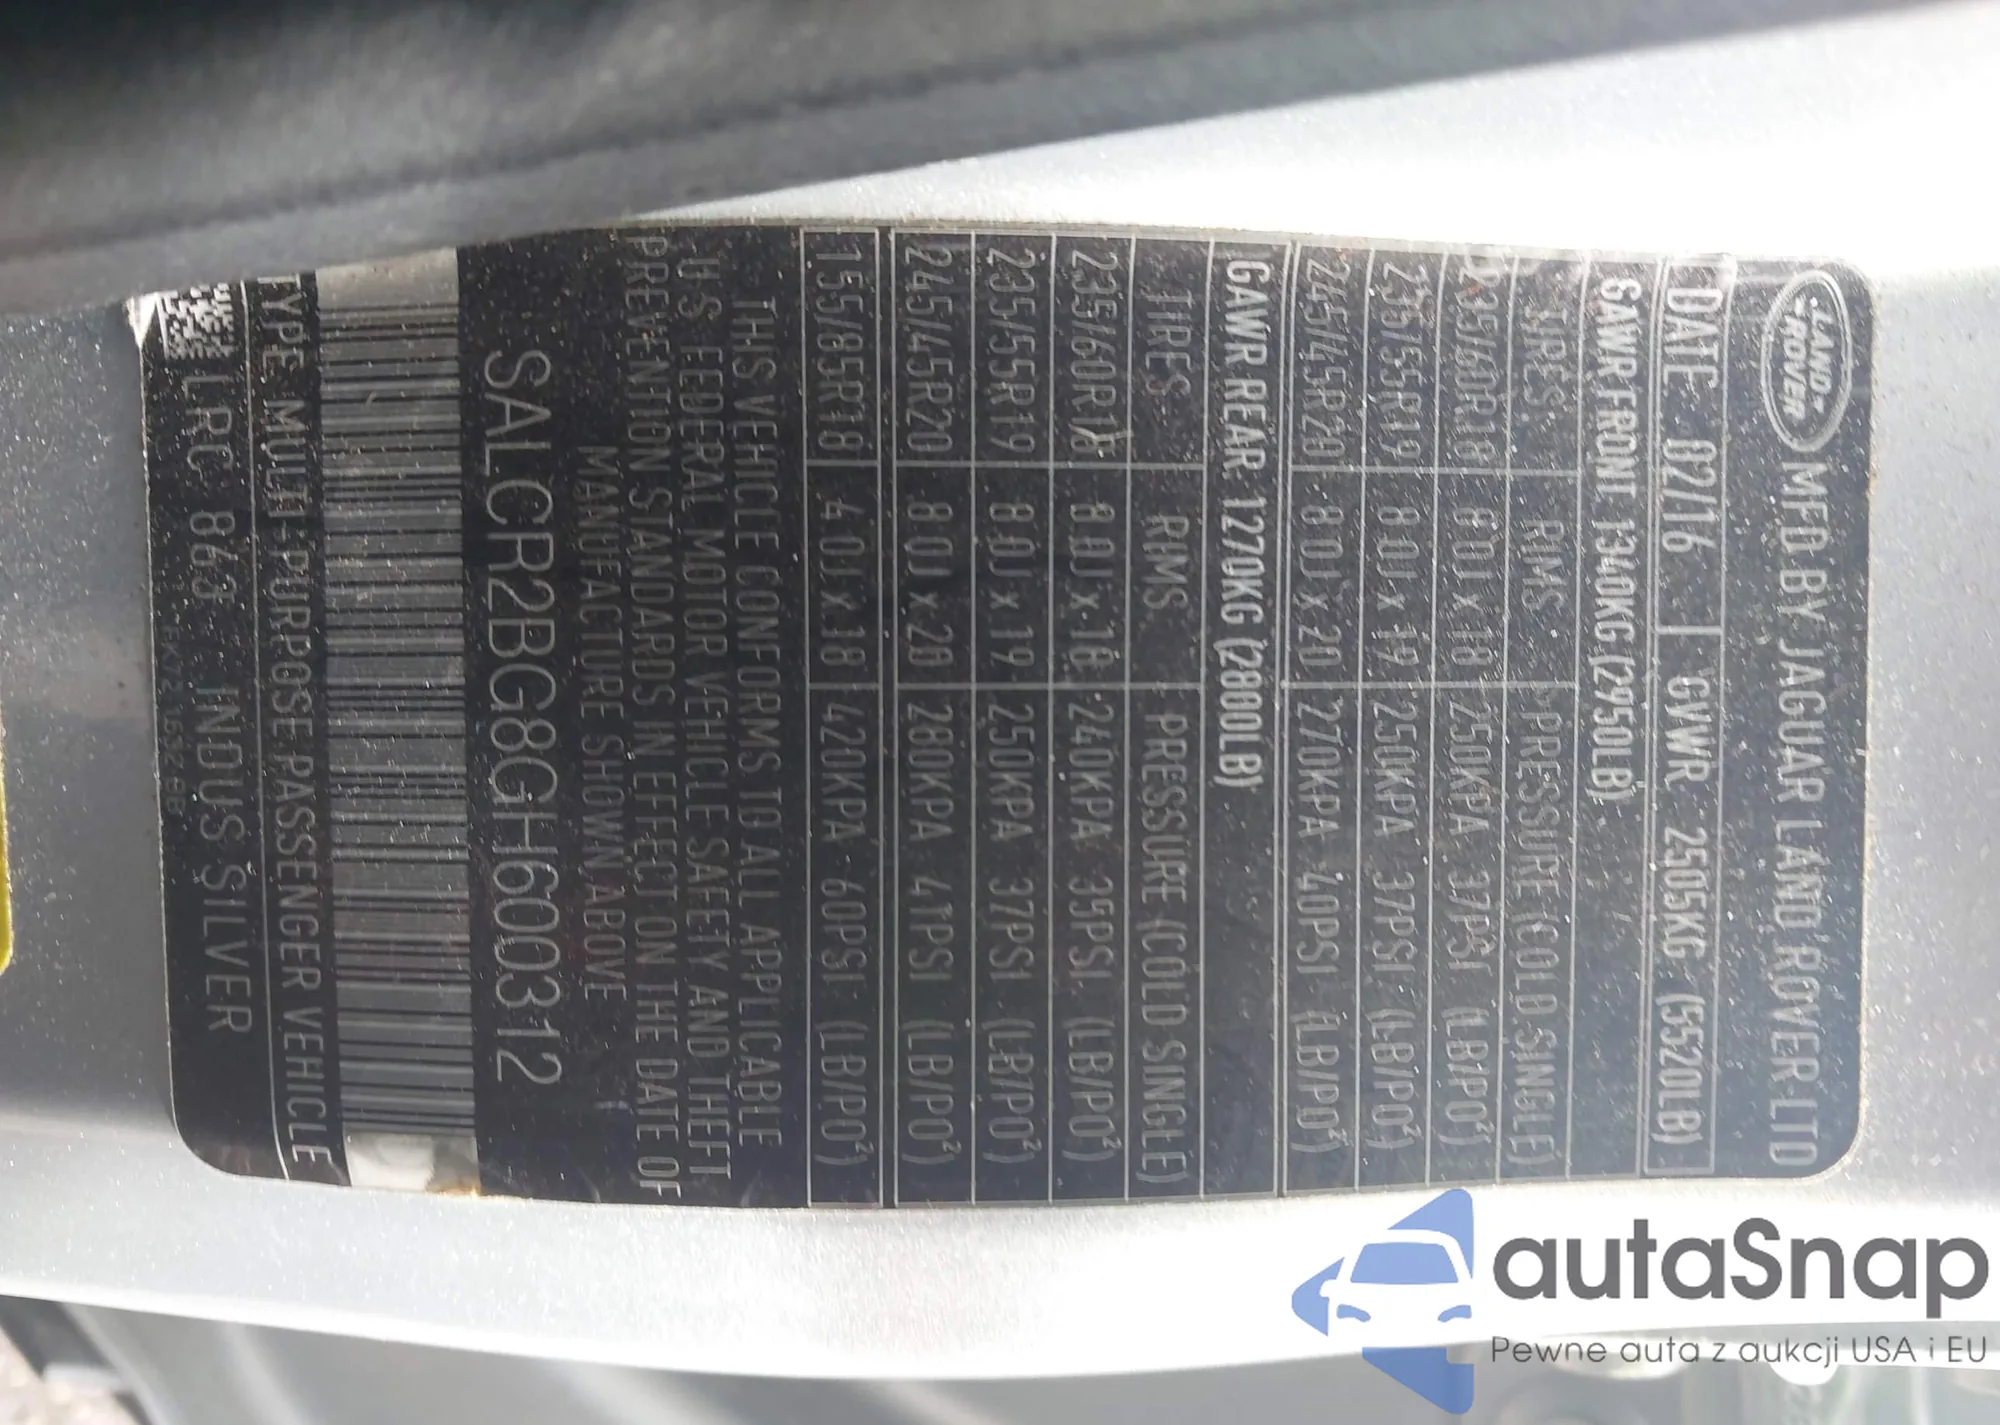 LAND ROVER MFD BY JAGUAR LAND ROVER LTD
DATE 02/16 GVWR 2505KG (5520LB)
GAWR FRONT 1340KG (2950LB)
TIRES RIMS PRESSURE (COLD SINGLE)
235/60R18 8.0J x 18 250KPA 37PSI (LB/PO²)
235/55R19 8.0J x 19 250KPA 37PSI (LB/PO²)
245/45R20 8.0J x 20 270KPA 40PSI (LB/PO²)
GAWR REAR 1270KG (2800LB)
TIRES RIMS PRESSURE (COLD SINGLE)
235/60R18 8.0J x 18 240KPA 35PSI (LB/PO²)
235/55R19 8.0J x 19 250KPA 37PSI (LB/PO²)
245/45R20 8.0J x 20 280KPA 41PSI (LB/PO²)
155/85R18 4.0J x 18 420KPA 60PSI (LB/PO²)
THIS VEHICLE CONFORMS TO ALL APPLICABLE
U.S. FEDERAL MOTOR VEHICLE SAFETY AND THEFT
PREVENTION STANDARDS IN EFFECT ON THE DATE OF
MANUFACTURE SHOWN ABOVE
SALCR2BG8GH600312
TYPE MULTI-PURPOSE PASSENGER VEHICLE
LRC 863 INDUS SILVER
autaSnap
Pewne auta z aukcji USA i EU